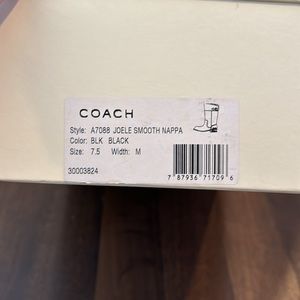 COACH
Style: A7088 JOELE SMOOTH NAPPA
Color: BLK BLACK
Size: 7.5 Width: M
30003824
7 87936 71709 6